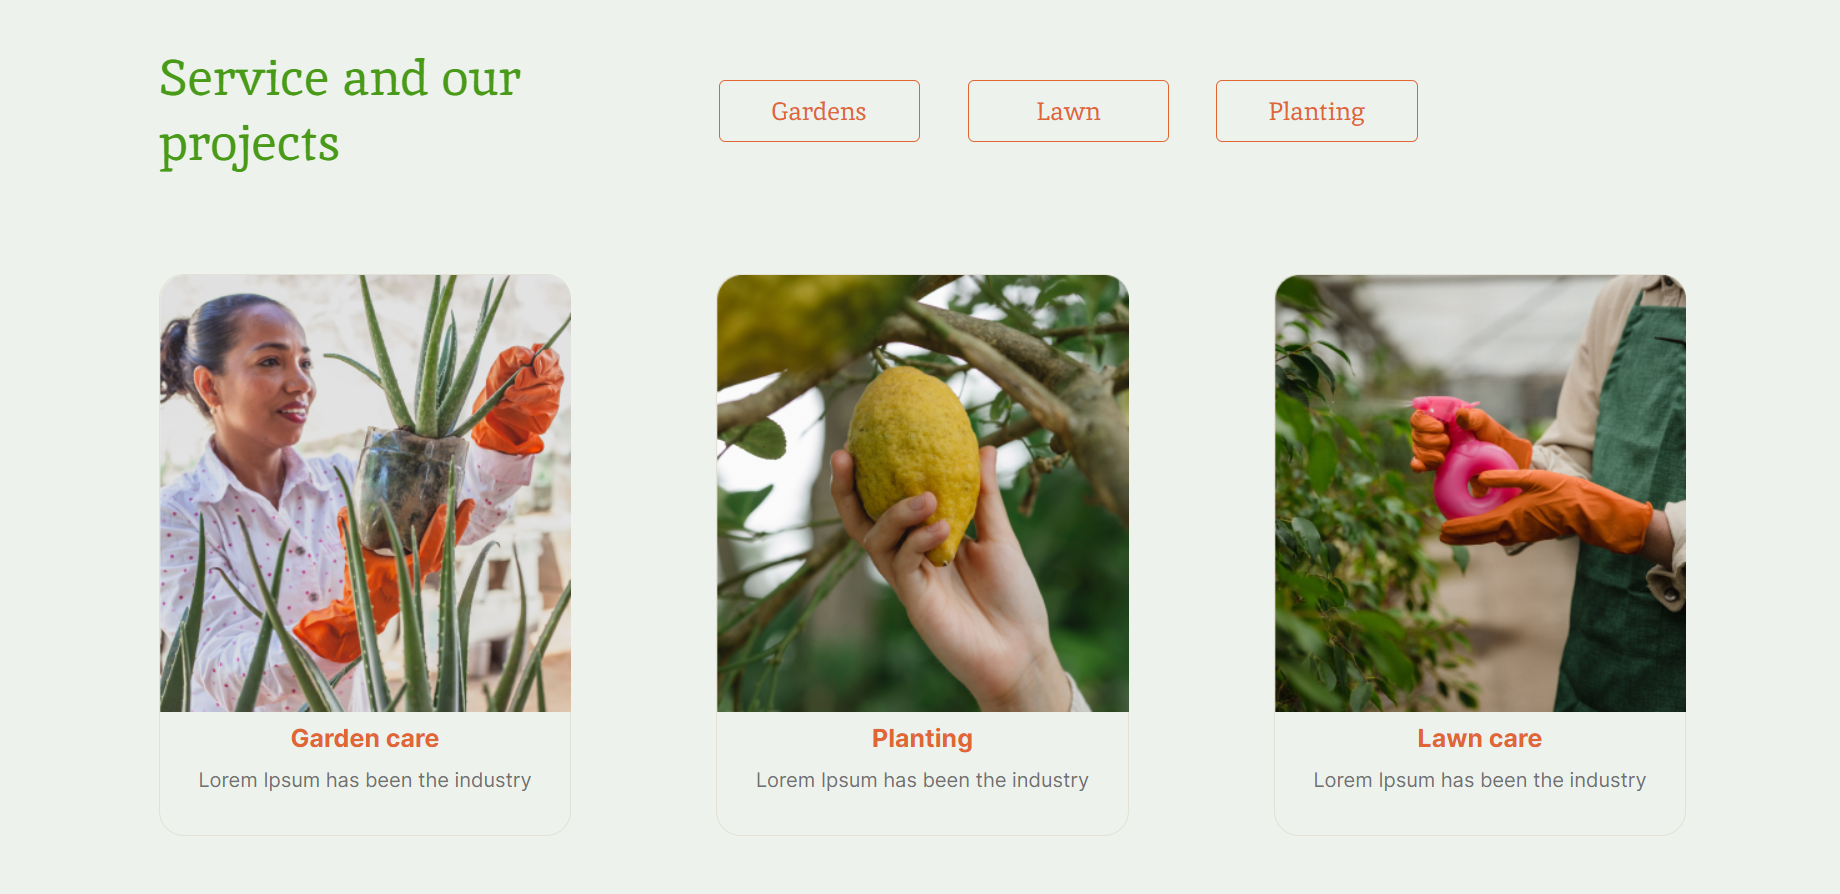 Service and our
projects
Gardens
Lawn
Planting
Garden care
Lorem Ipsum has been the industry
Planting
Lorem Ipsum has been the industry
Lawn care
Lorem Ipsum has been the industry